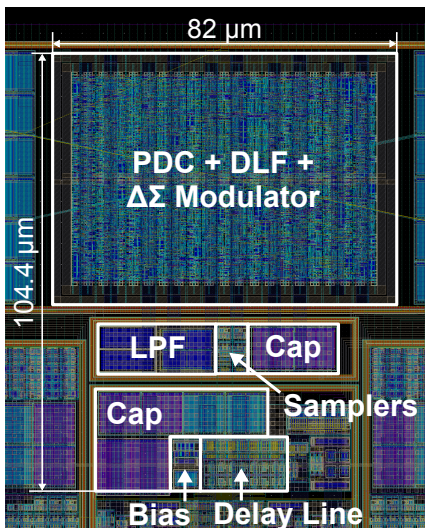 82 μm
PDC + DLF +
ΔΣ Modulator
104.4 μm
LPF
Cap
Samplers
Cap
Bias
Delay Line